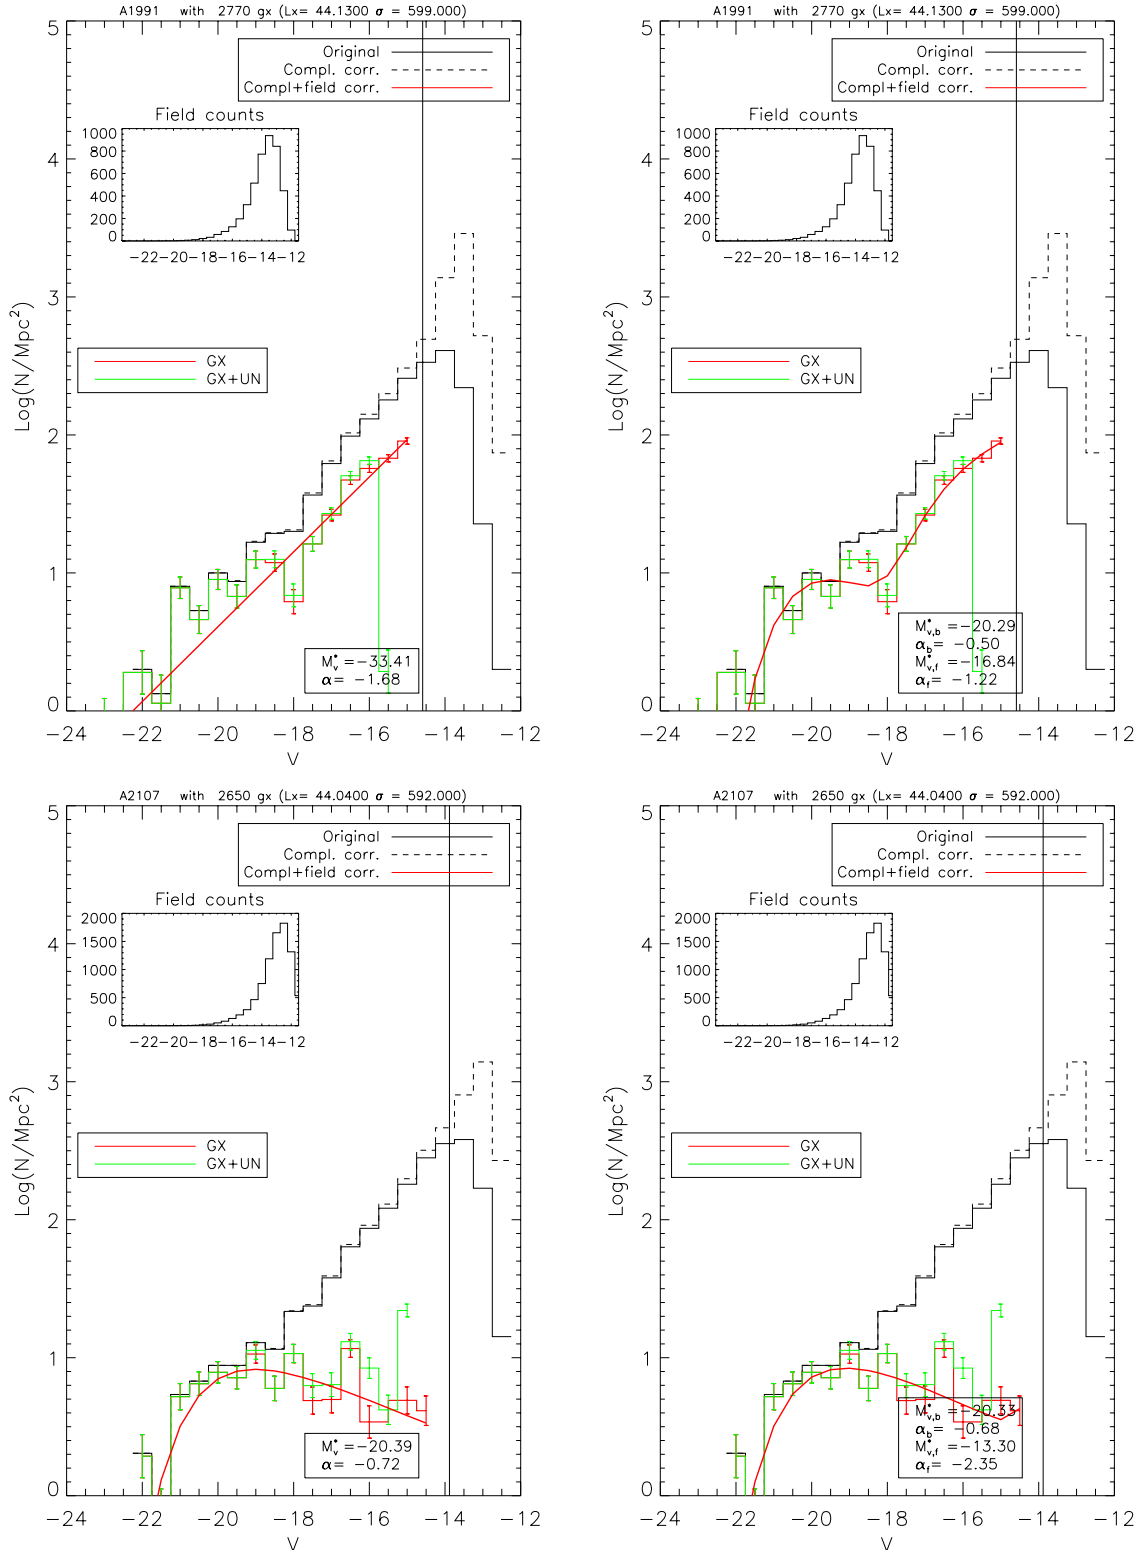 A1991 with 2770 gx (Lx= 44.1300 σ = 599.000)
Original
Compl. corr.
Compl+field corr.
Field counts
1000
800
400
200
0
-22-20-18-16-14-12
GX
GX+UN
M*v =-33.41
α= -1.68
5
4
3
2
1
0
Log(N/Mpc²)
-24 -22 -20 -18 -16 -14 -12
V
A1991 with 2770 gx (Lx= 44.1300 σ = 599.000)
Original
Compl. corr.
Compl+field corr.
Field counts
1000
800
400
200
0
-22-20-18-16-14-12
GX
GX+UN
M*v,b =-20.29
αb= -0.50
M*v,f =-16.84
αf= -1.22
5
4
3
2
1
0
Log(N/Mpc²)
-24 -22 -20 -18 -16 -14 -12
V
A2107 with 2650 gx (Lx= 44.0400 σ = 592.000)
Original
Compl. corr.
Compl+field corr.
Field counts
2000
1500
1000
500
0
-22-20-18-16-14-12
GX
GX+UN
M*v =-20.39
α= -0.72
5
4
3
2
1
0
Log(N/Mpc²)
-24 -22 -20 -18 -16 -14 -12
V
A2107 with 2650 gx (Lx= 44.0400 σ = 592.000)
Original
Compl. corr.
Compl+field corr.
Field counts
2000
1500
1000
500
0
-22-20-18-16-14-12
GX
GX+UN
M*v,b =-20.33
αb= -0.68
M*v,f =-13.30
αf= -2.35
5
4
3
2
1
0
Log(N/Mpc²)
-24 -22 -20 -18 -16 -14 -12
V